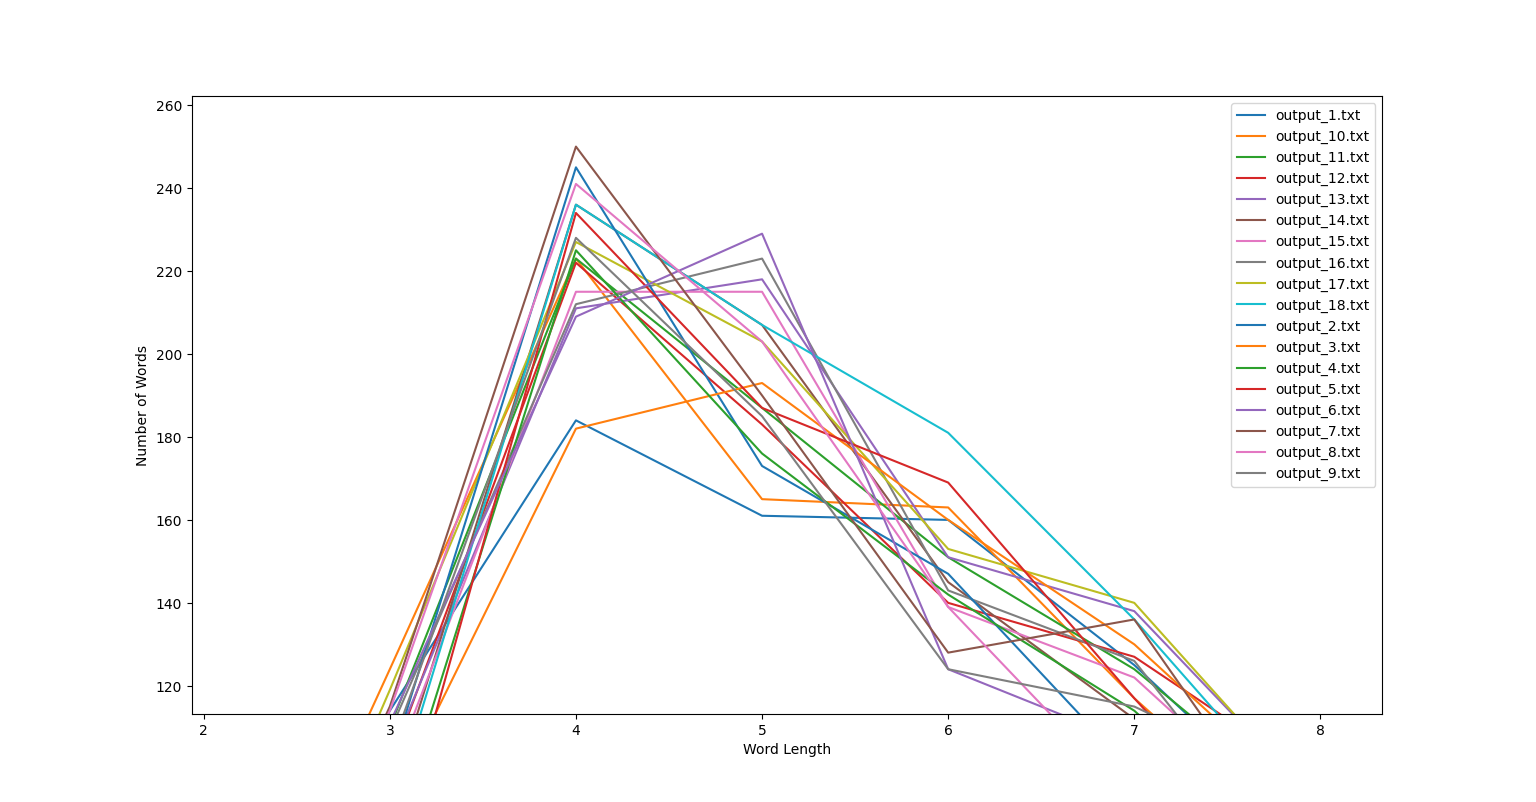 260
240
220
200
180
160
140
120
Number of Words
2 3 4 5 6 7 8
Word Length
output_1.txt
output_10.txt
output_11.txt
output_12.txt
output_13.txt
output_14.txt
output_15.txt
output_16.txt
output_17.txt
output_18.txt
output_2.txt
output_3.txt
output_4.txt
output_5.txt
output_6.txt
output_7.txt
output_8.txt
output_9.txt